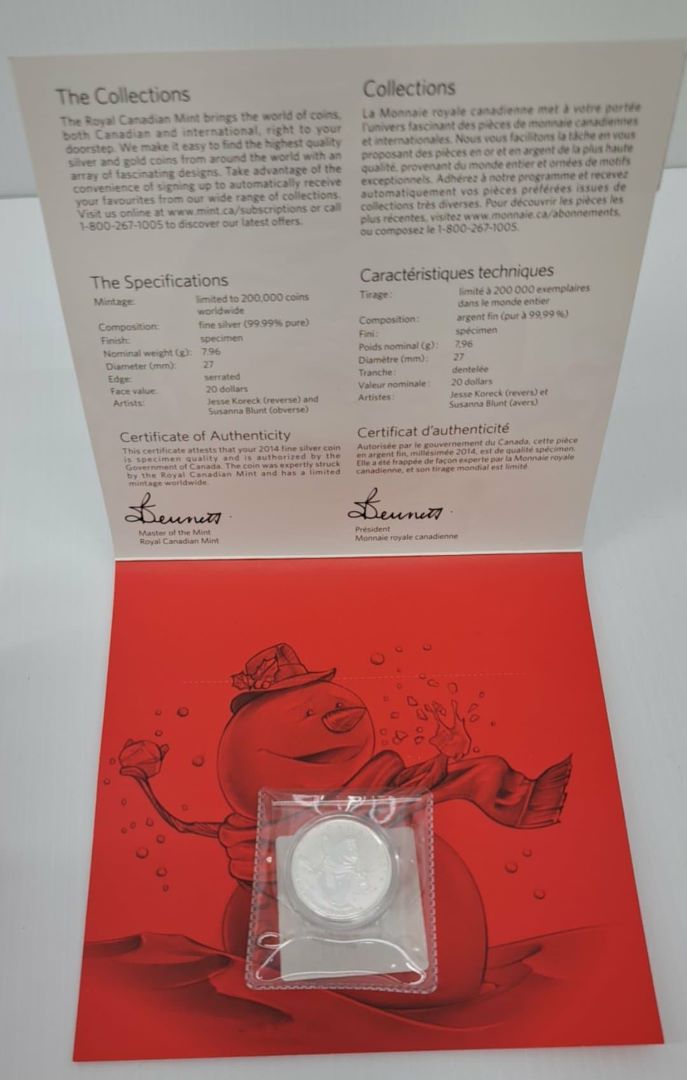 The Collections
The Royal Canadian Mint brings the world of coins,
both Canadian and international, right to your
doorstep. We make it easy to find the highest quality
silver and gold coins from around the world with an
array of fascinating designs. Take advantage of the
convenience of signing up to automatically receive
your favourites from our wide range of collections.
Visit us online at www.mint.ca/subscriptions or call
1-800-267-1005 to discover our latest offers.
The Specifications
Mintage: limited to 200,000 coins
worldwide
Composition: fine silver (99.99% pure)
Finish: specimen
Nominal weight (g): 7.96
Diameter (mm): 27
Edge: serrated
Face value: 20 dollars
Artists: Jesse Koreck (reverse) and
Susanna Blunt (obverse)
Certificate of Authenticity
This certificate attests that your 2014 fine silver coin
is specimen quality and is authorized by the
Government of Canada. The coin was expertly struck
by the Royal Canadian Mint and has a limited
mintage worldwide.
Bennett
Master of the Mint
Royal Canadian Mint
Collections
La Monnaie royale canadienne met à votre portée
l'univers fascinant des pièces de monnaie canadiennes
et internationales. Nous vous facilitons la tâche en vous
proposant des pièces en or et en argent de la plus haute
qualité, provenant du monde entier et ornées de motifs
exceptionnels. Adhérez à notre programme et recevez
automatiquement vos pièces préférées issues de
collections très diverses. Pour découvrir les pièces les
plus récentes, visitez www.monnaie.ca/abonnements,
ou composez le 1-800-267-1005.
Caractéristiques techniques
Tirage: limité à 200 000 exemplaires
dans le monde entier
Composition: argent fin (pur à 99,99 %)
Fini: spécimen
Poids nominal (g): 7,96
Diamètre (mm): 27
Tranche: dentelée
Valeur nominale: 20 dollars
Artistes: Jesse Koreck (revers) et
Susanna Blunt (avers)
Certificat d'authenticité
Autorisée par le gouvernement du Canada, cette pièce
en argent fin, millésimée 2014, est de qualité spécimen.
Elle a été frappée de façon experte par la Monnaie royale
canadienne, et son tirage mondial est limité.
Bennett
Président
Monnaie royale canadienne